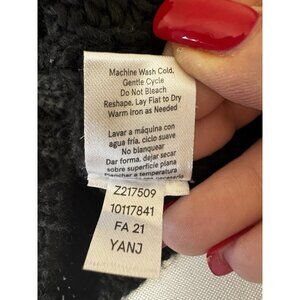 Machine Wash Cold,
Gentle Cycle
Do Not Bleach
Reshape, Lay Flat to Dry
Warm iron as Needed
Lavar a máquina con
agua fría, ciclo suave
No blanquear
Dar forma, dejar secar
sobre superficie plana
Planchar a temperatura
Z217509
10117841
FA 21
YANJ